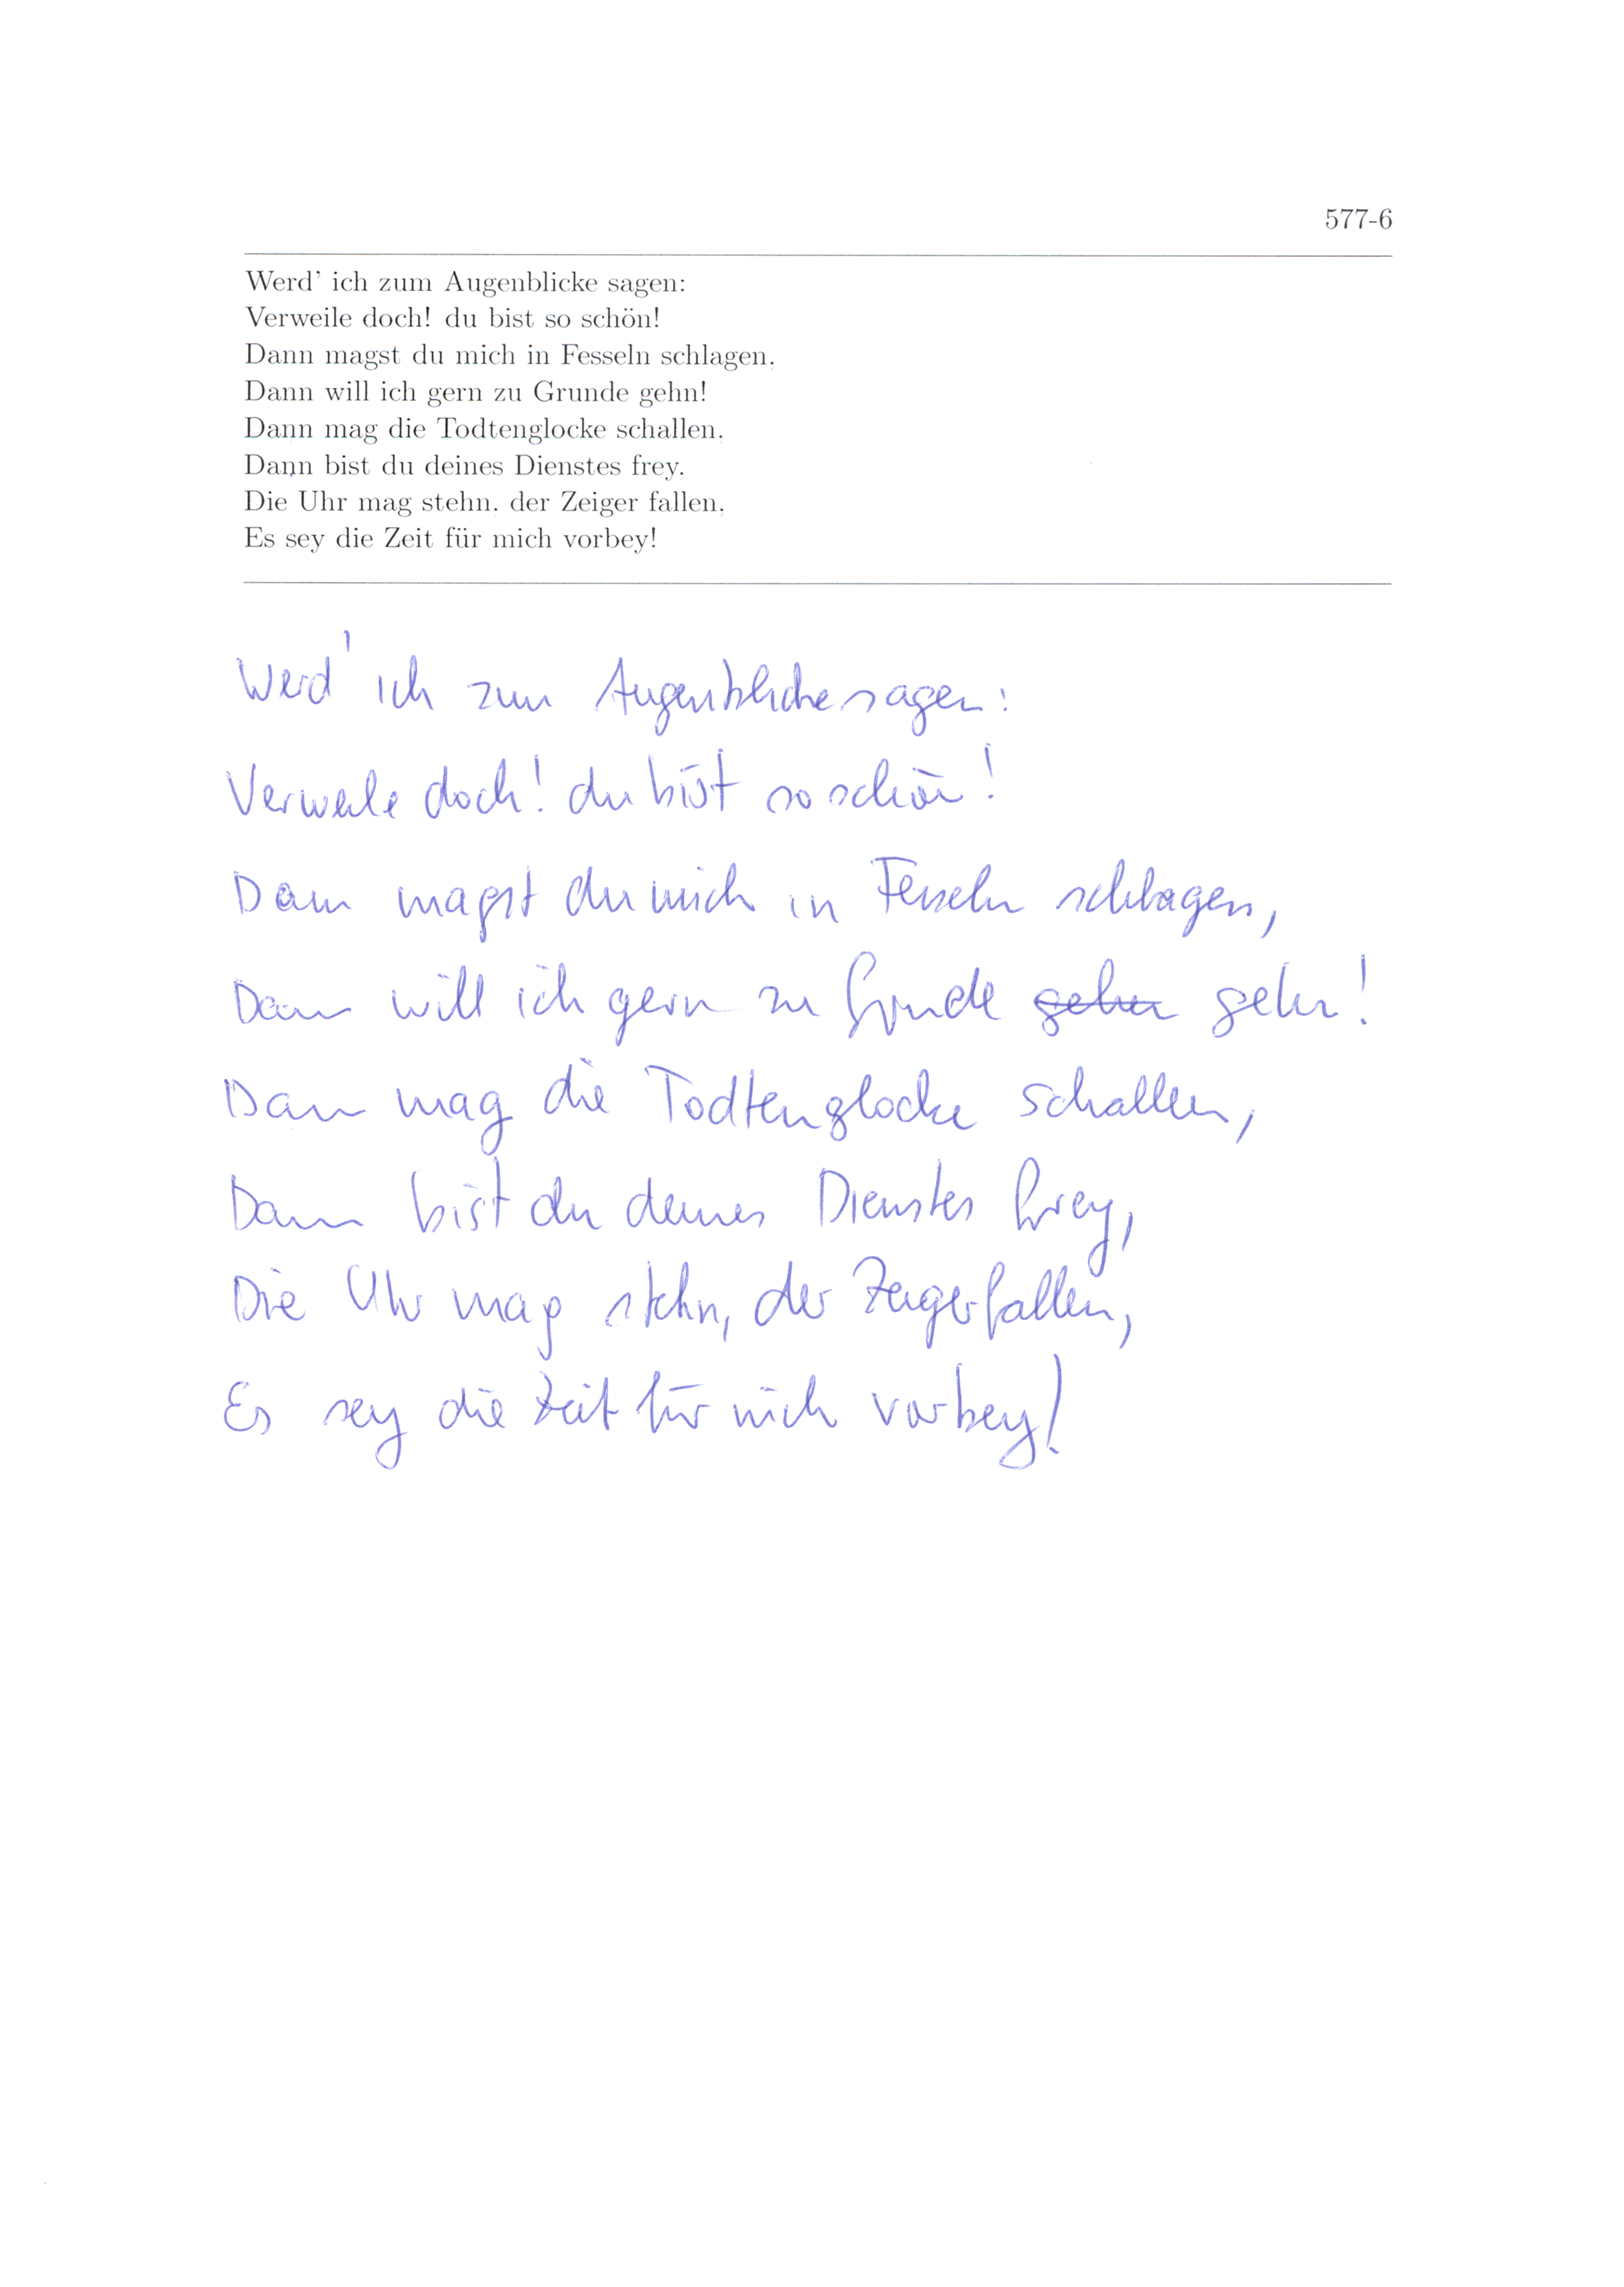 577-6
Werd' ich zum Augenblicke sagen:
Verweile doch! du bist so schön!
Dann magst du mich in Fesseln schlagen,
Dann will ich gern zu Grunde gehn!
Dann mag die Todtenglocke schallen,
Dann bist du deines Dienstes frey.
Die Uhr mag stehn, der Zeiger fallen,
Es sey die Zeit für mich vorbey!
Werd' ich zum Augenblicke sagen:
Verweile doch! du bist so schön!
Dann magst du mich in Fesseln schlagen,
Dann will ich gern zu Grunde gehen gehn!
Dann mag die Todtenglocke schallen,
Dann bist du deines Dienstes frey,
Die Uhr mag stehn, der Zeiger fallen,
Es sey die Zeit für mich vorbey!